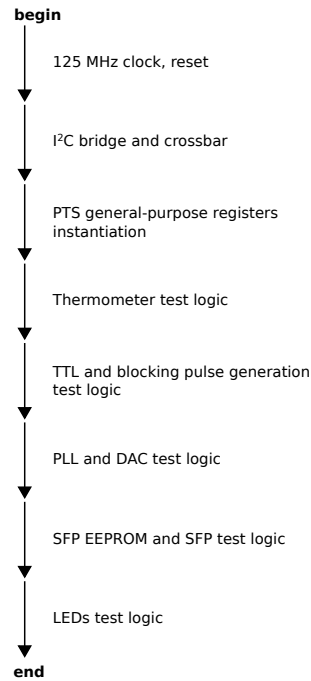 begin
125 MHz clock, reset
I²C bridge and crossbar
PTS general-purpose registers
instantiation
Thermometer test logic
TTL and blocking pulse generation
test logic
PLL and DAC test logic
SFP EEPROM and SFP test logic
LEDs test logic
end